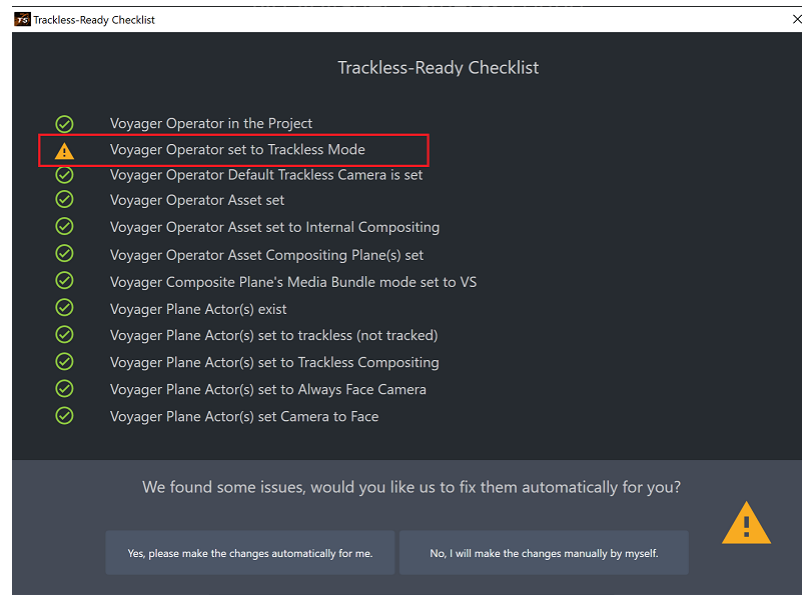 TS Trackless-Ready Checklist
Trackless-Ready Checklist
Voyager Operator in the Project
Voyager Operator set to Trackless Mode
Voyager Operator Default Trackless Camera is set
Voyager Operator Asset set
Voyager Operator Asset set to Internal Compositing
Voyager Operator Asset Compositing Plane(s) set
Voyager Composite Plane's Media Bundle mode set to VS
Voyager Plane Actor(s) exist
Voyager Plane Actor(s) set to trackless (not tracked)
Voyager Plane Actor(s) set to Trackless Compositing
Voyager Plane Actor(s) set to Always Face Camera
Voyager Plane Actor(s) set Camera to Face
We found some issues, would you like us to fix them automatically for you?
Yes, please make the changes automatically for me.
No, I will make the changes manually by myself.